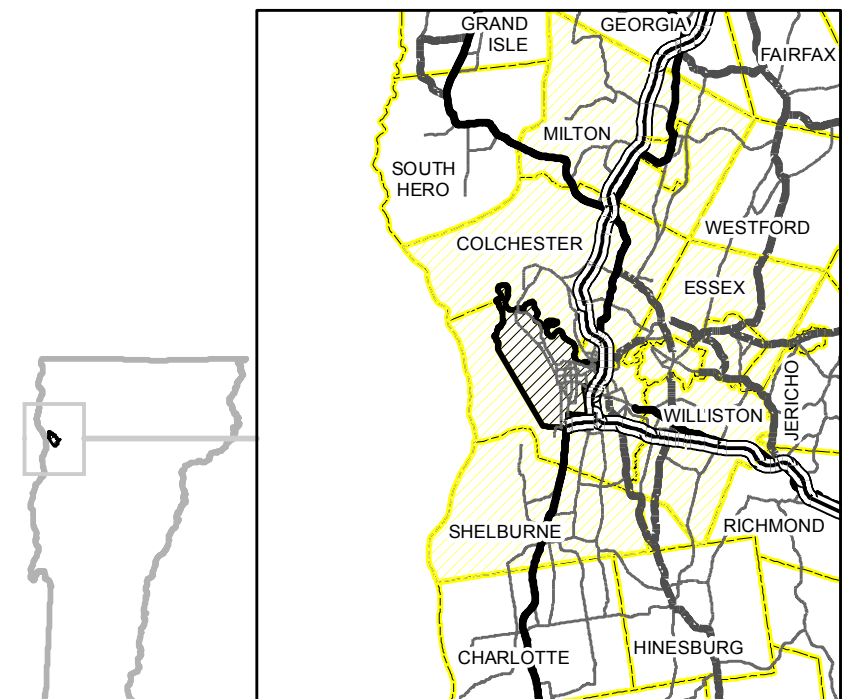 GRAND
ISLE
GEORGIA
FAIRFAX
MILTON
SOUTH
HERO
WESTFORD
COLCHESTER
ESSEX
JERICHO
WILLISTON
SHELBURNE
RICHMOND
CHARLOTTE
HINESBURG